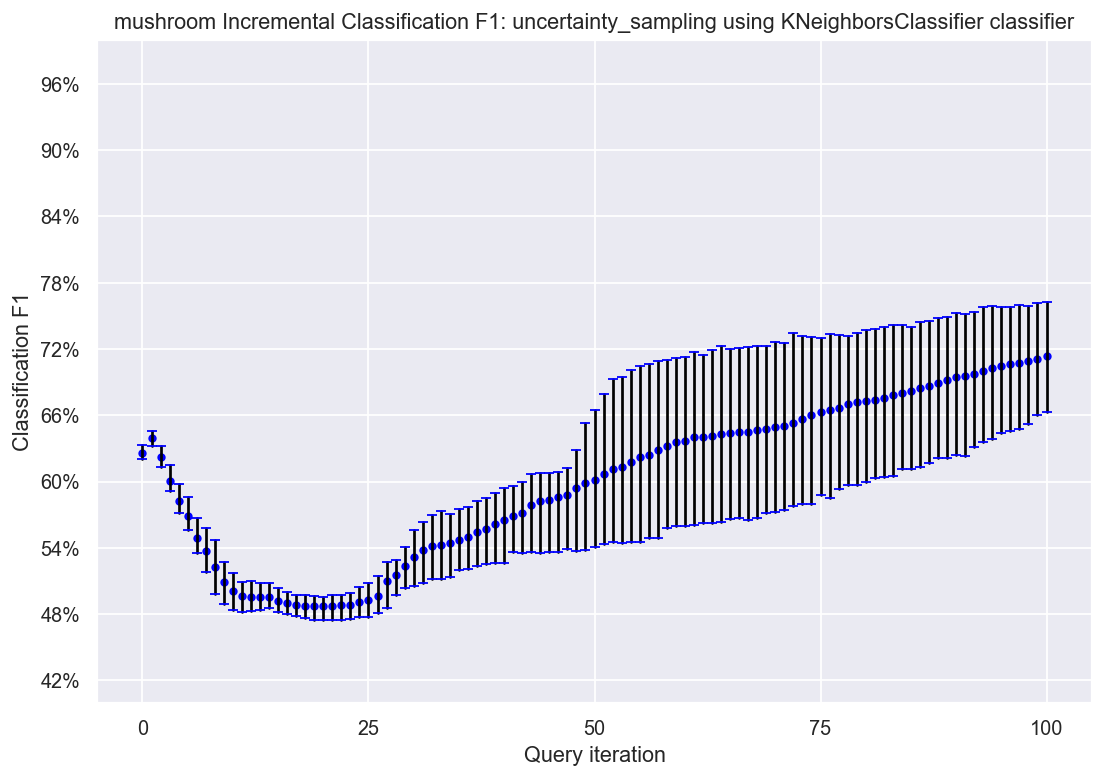 mushroom Incremental Classification F1: uncertainty_sampling using KNeighborsClassifier classifier
96%
90%
84%
78%
72%
66%
60%
54%
48%
42%
Classification F1
0 25 50 75 100
Query iteration